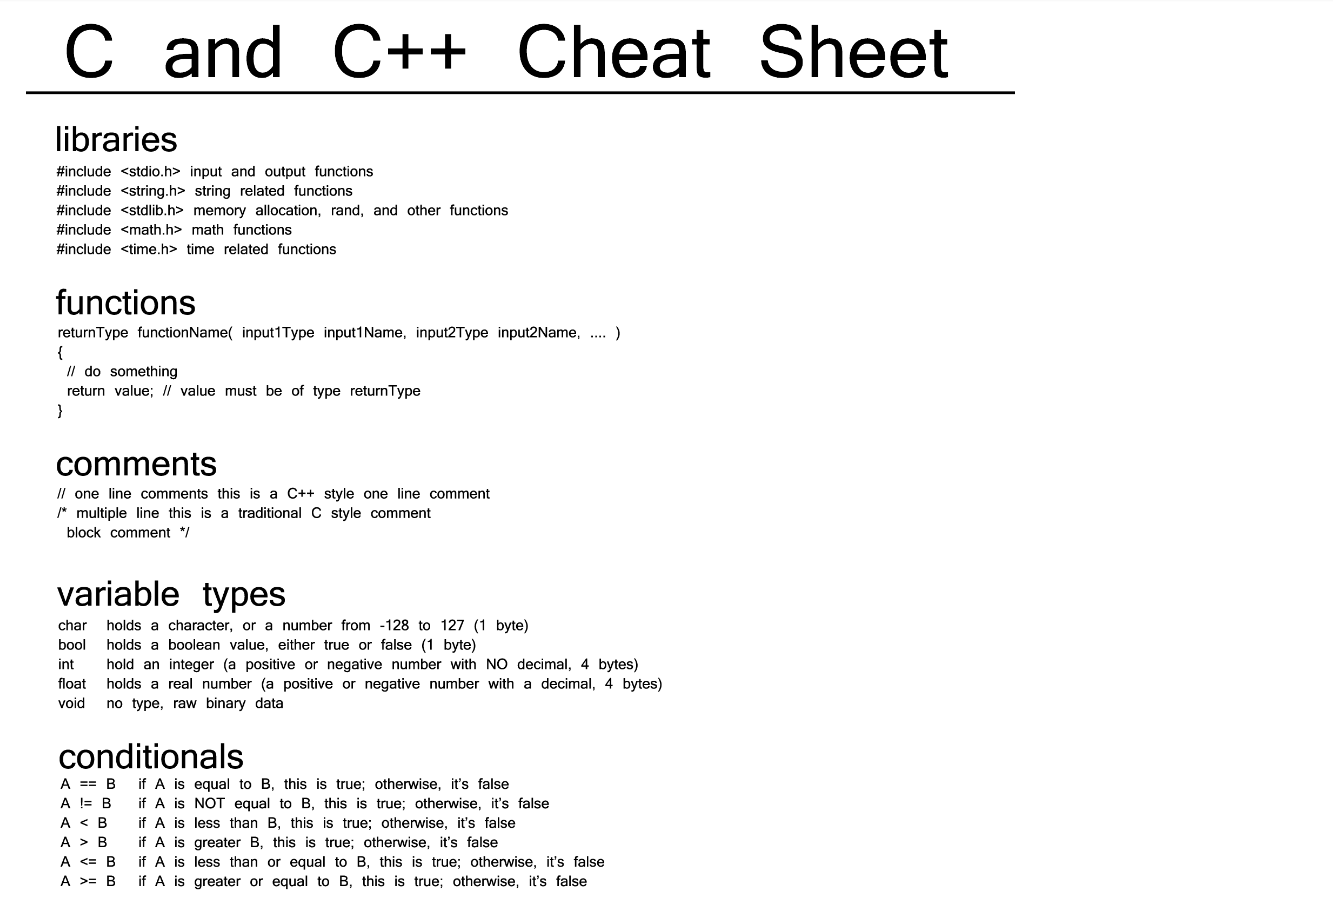 C and C++ Cheat Sheet
libraries
#include <stdio.h> input and output functions
#include <string.h> string related functions
#include <stdlib.h> memory allocation, rand, and other functions
#include <math.h> math functions
#include <time.h> time related functions
functions
returnType functionName( input1Type input1Name, input2Type input2Name, .... )
{
// do something
return value; // value must be of type returnType
}
comments
// one line comments this is a C++ style one line comment
/* multiple line this is a traditional C style comment
block comment */
variable types
char holds a character, or a number from -128 to 127 (1 byte)
bool holds a boolean value, either true or false (1 byte)
int hold an integer (a positive or negative number with NO decimal, 4 bytes)
float holds a real number (a positive or negative number with a decimal, 4 bytes)
void no type, raw binary data
conditionals
A == B if A is equal to B, this is true; otherwise, it's false
A != B if A is NOT equal to B, this is true; otherwise, it's false
A < B if A is less than B, this is true; otherwise, it's false
A > B if A is greater B, this is true; otherwise, it's false
A <= B if A is less than or equal to B, this is true; otherwise, it's false
A >= B if A is greater or equal to B, this is true; otherwise, it's false